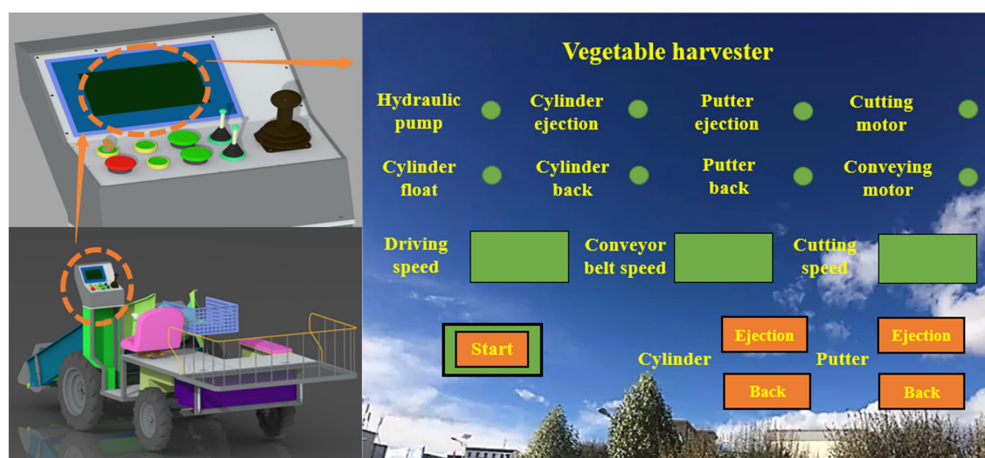 Vegetable harvester
Hydraulic pump
Cylinder ejection
Putter ejection
Cutting motor
Cylinder float
Cylinder back
Putter back
Conveying motor
Driving speed
Conveyor belt speed
Cutting speed
Start
Cylinder
Ejection
Back
Putter
Ejection
Back